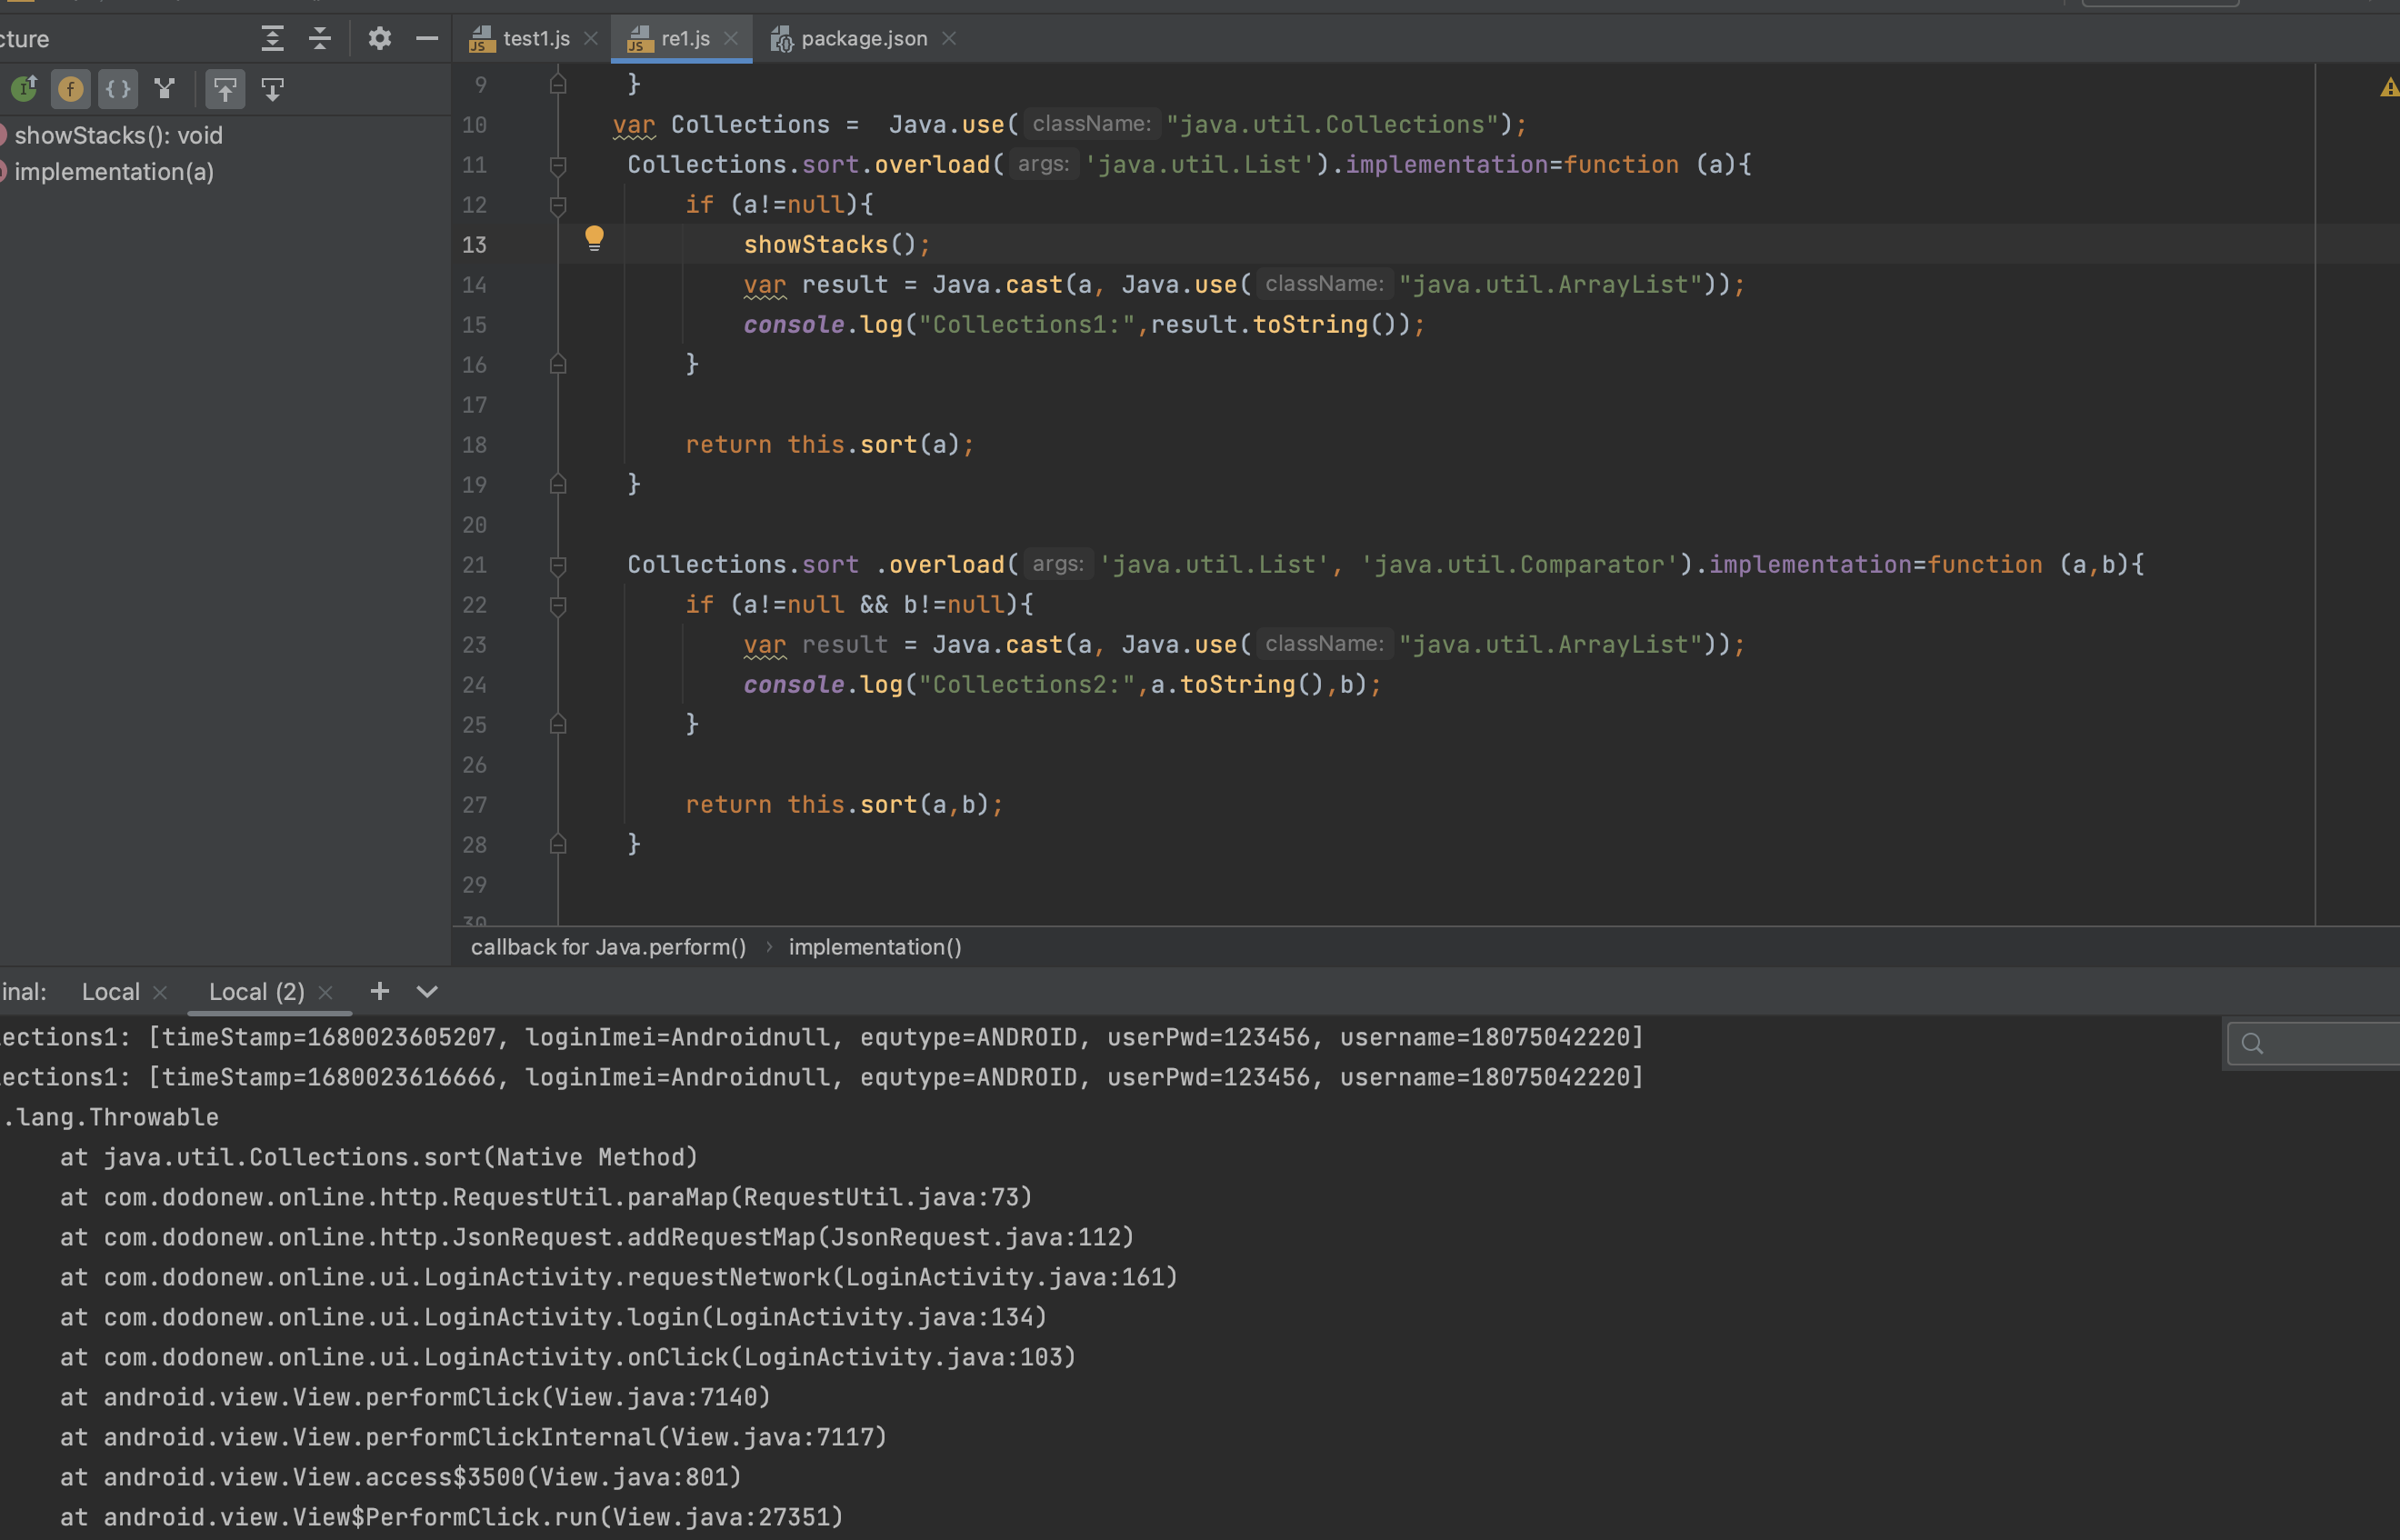 cture
test1.js
re1.js
package.json
showStacks(): void
implementation(a)
9 }
10 var Collections =  Java.use( className: "java.util.Collections");
11 Collections.sort.overload( args: 'java.util.List').implementation=function (a){
12 if (a!=null){
13 showStacks();
14 var result = Java.cast(a, Java.use( className: "java.util.ArrayList"));
15 console.log("Collections1:",result.toString());
16 }
17
18 return this.sort(a);
19 }
20
21 Collections.sort .overload( args: 'java.util.List', 'java.util.Comparator').implementation=function (a,b){
22 if (a!=null && b!=null){
23 var result = Java.cast(a, Java.use( className: "java.util.ArrayList"));
24 console.log("Collections2:",a.toString(),b);
25 }
26
27 return this.sort(a,b);
28 }
29
30
callback for Java.perform() › implementation()
inal: Local Local (2)
ections1: [timeStamp=1680023605207, loginImei=Androidnull, equtype=ANDROID, userPwd=123456, username=18075042220]
ections1: [timeStamp=1680023616666, loginImei=Androidnull, equtype=ANDROID, userPwd=123456, username=18075042220]
.lang.Throwable
at java.util.Collections.sort(Native Method)
at com.dodonew.online.http.RequestUtil.paraMap(RequestUtil.java:73)
at com.dodonew.online.http.JsonRequest.addRequestMap(JsonRequest.java:112)
at com.dodonew.online.ui.LoginActivity.requestNetwork(LoginActivity.java:161)
at com.dodonew.online.ui.LoginActivity.login(LoginActivity.java:134)
at com.dodonew.online.ui.LoginActivity.onClick(LoginActivity.java:103)
at android.view.View.performClick(View.java:7140)
at android.view.View.performClickInternal(View.java:7117)
at android.view.View.access$3500(View.java:801)
at android.view.View$PerformClick.run(View.java:27351)